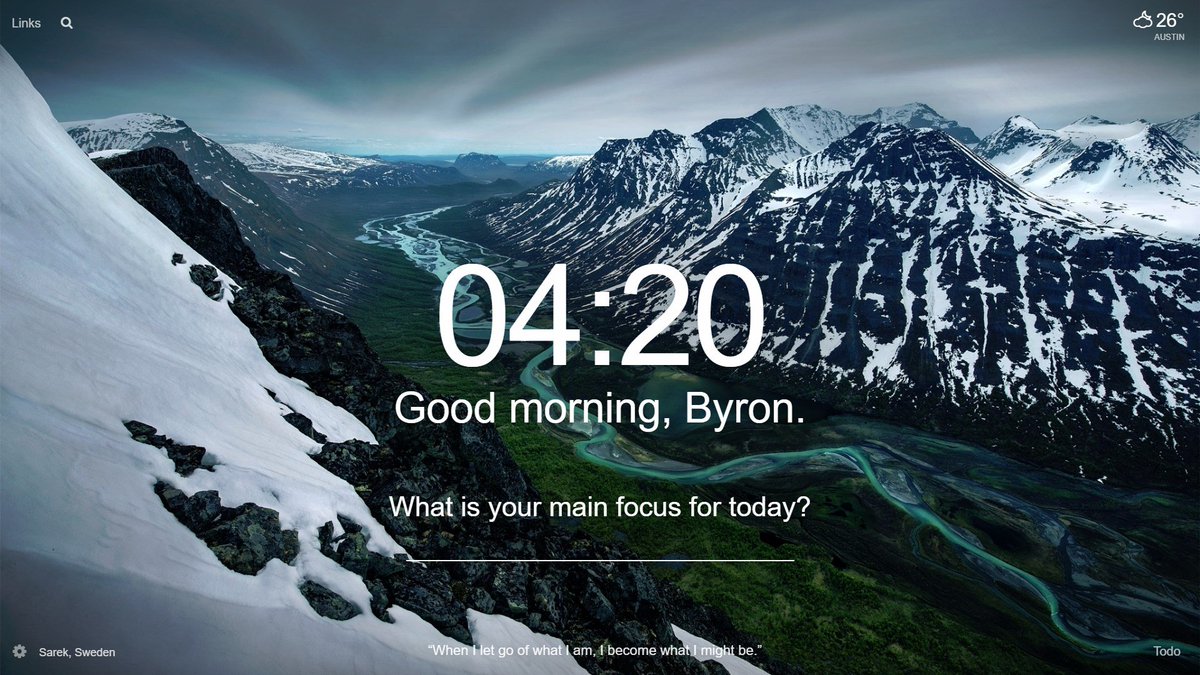 Links
26°
AUSTIN
04:20
Good morning, Byron.
What is your main focus for today?
Sarek, Sweden
“When I let go of what I am, I become what I might be.”
Todo